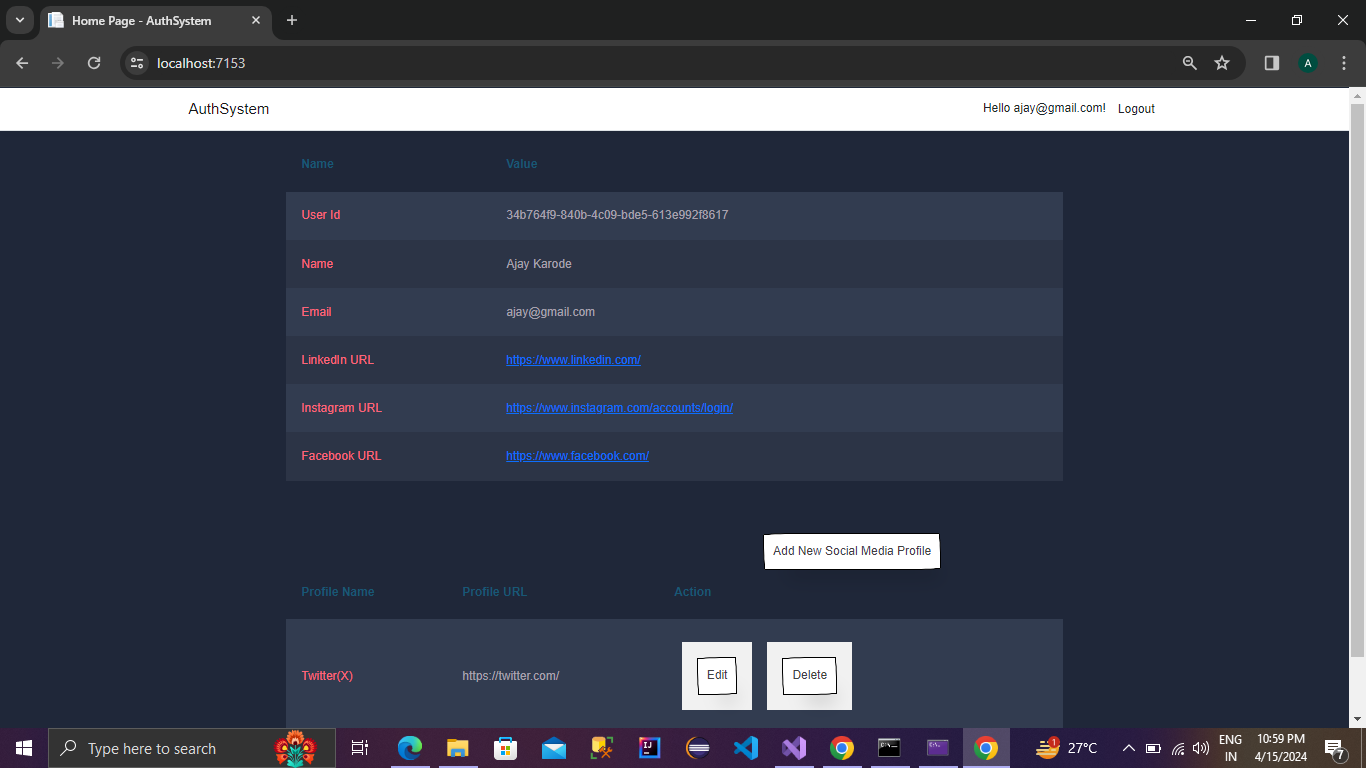 Home Page - AuthSystem
localhost:7153
A
AuthSystem
Hello ajay@gmail.com! Logout
Name Value
User Id 34b764f9-840b-4c09-bde5-613e992f8617
Name Ajay Karode
Email ajay@gmail.com
LinkedIn URL https://www.linkedin.com/
Instagram URL https://www.instagram.com/accounts/login/
Facebook URL https://www.facebook.com/
Add New Social Media Profile
Profile Name Profile URL Action
Twitter(X) https://twitter.com/ Edit Delete
Type here to search
1
27°C
ENG
IN
10:59 PM
4/15/2024
7